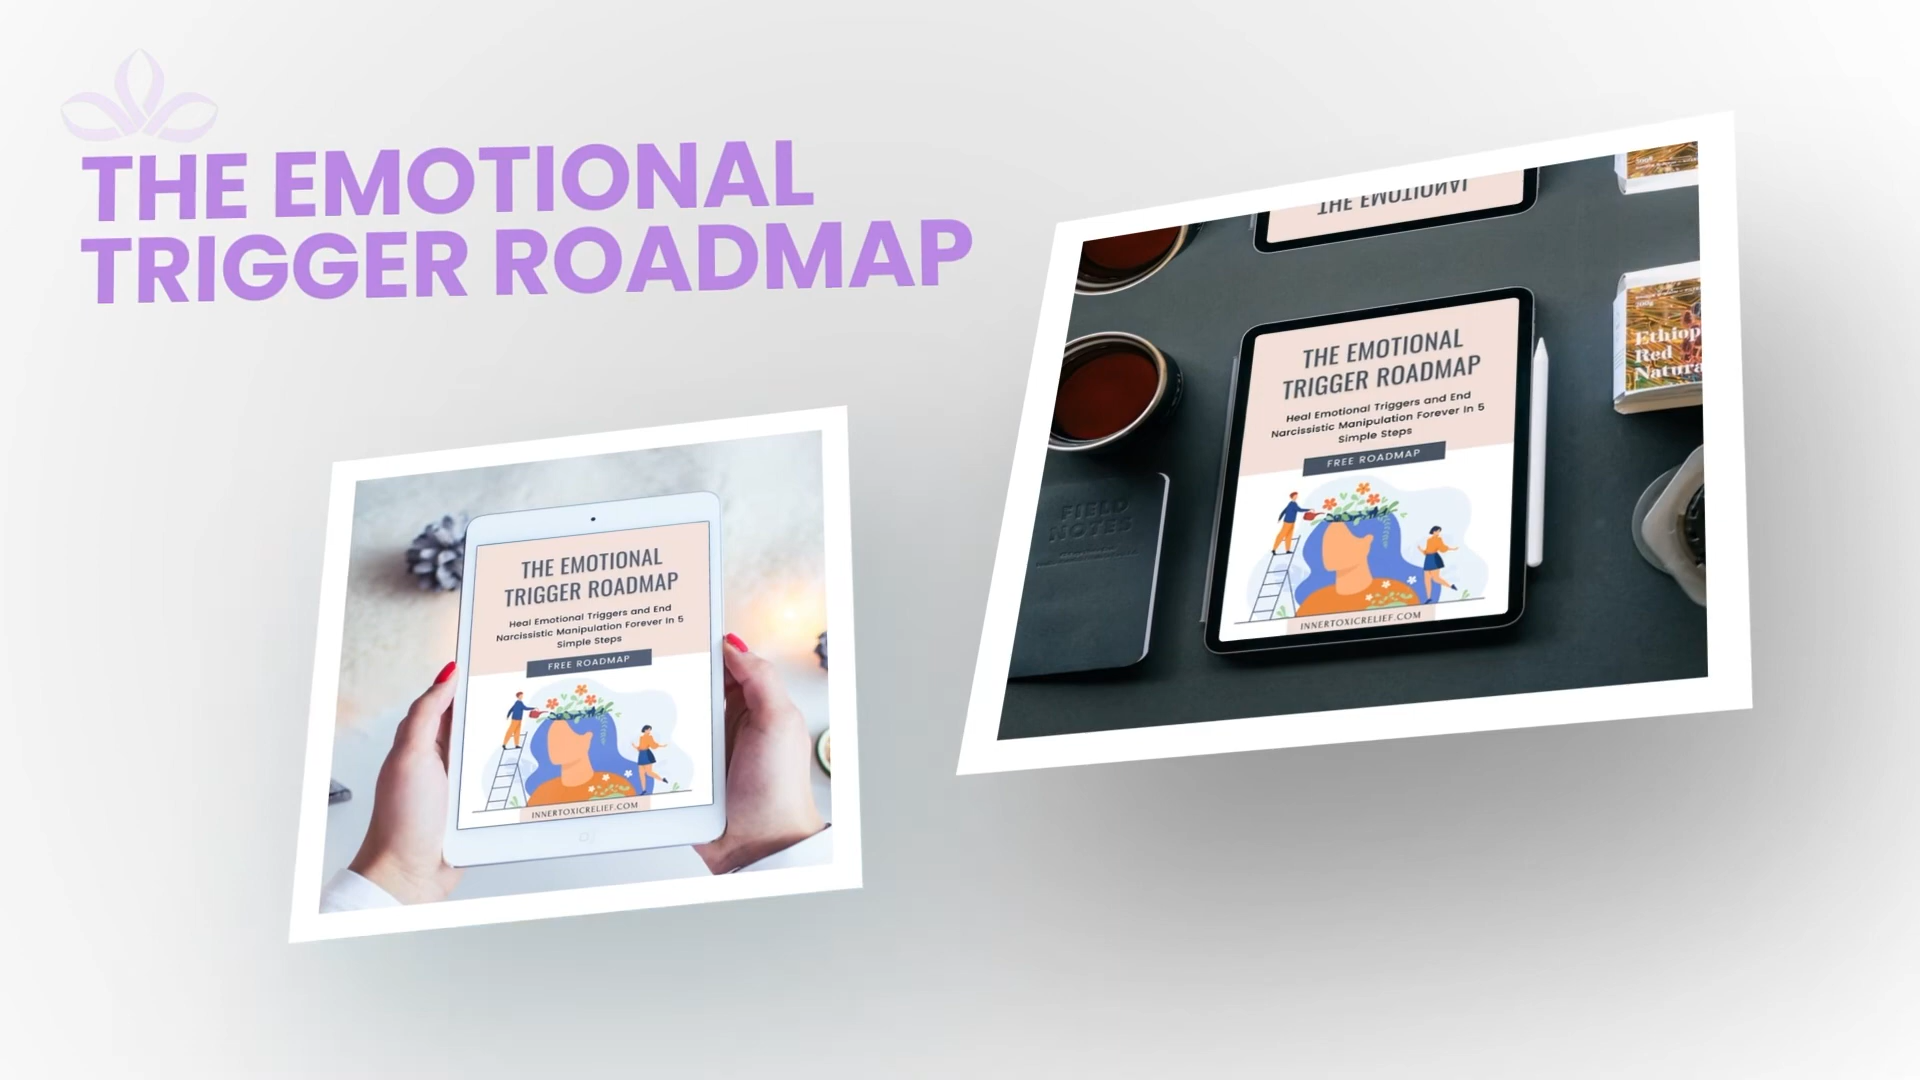 THE EMOTIONAL
TRIGGER ROADMAP
THE EMOTIONAL
TRIGGER ROADMAP
Heal Emotional Triggers and End
Narcissistic Manipulation Forever In 5
Simple Steps
FREE ROADMAP
INNERTOXICRELIEF.COM
THE EMOTIONAL
THE EMOTIONAL
TRIGGER ROADMAP
Heal Emotional Triggers and End
Narcissistic Manipulation Forever In 5
Simple Steps
FREE ROADMAP
INNERTOXICRELIEF.COM
FIELD
NOTES
Ethiop
Red
Natura